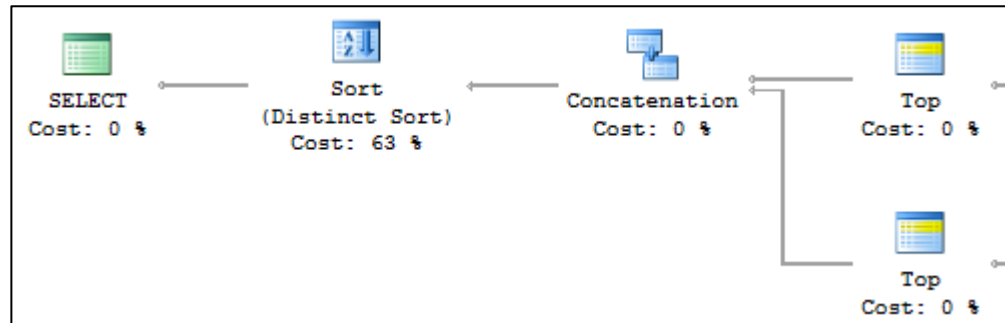 SELECT
Cost: 0 %
Sort
(Distinct Sort)
Cost: 63 %
Concatenation
Cost: 0 %
Top
Cost: 0 %
Top
Cost: 0 %